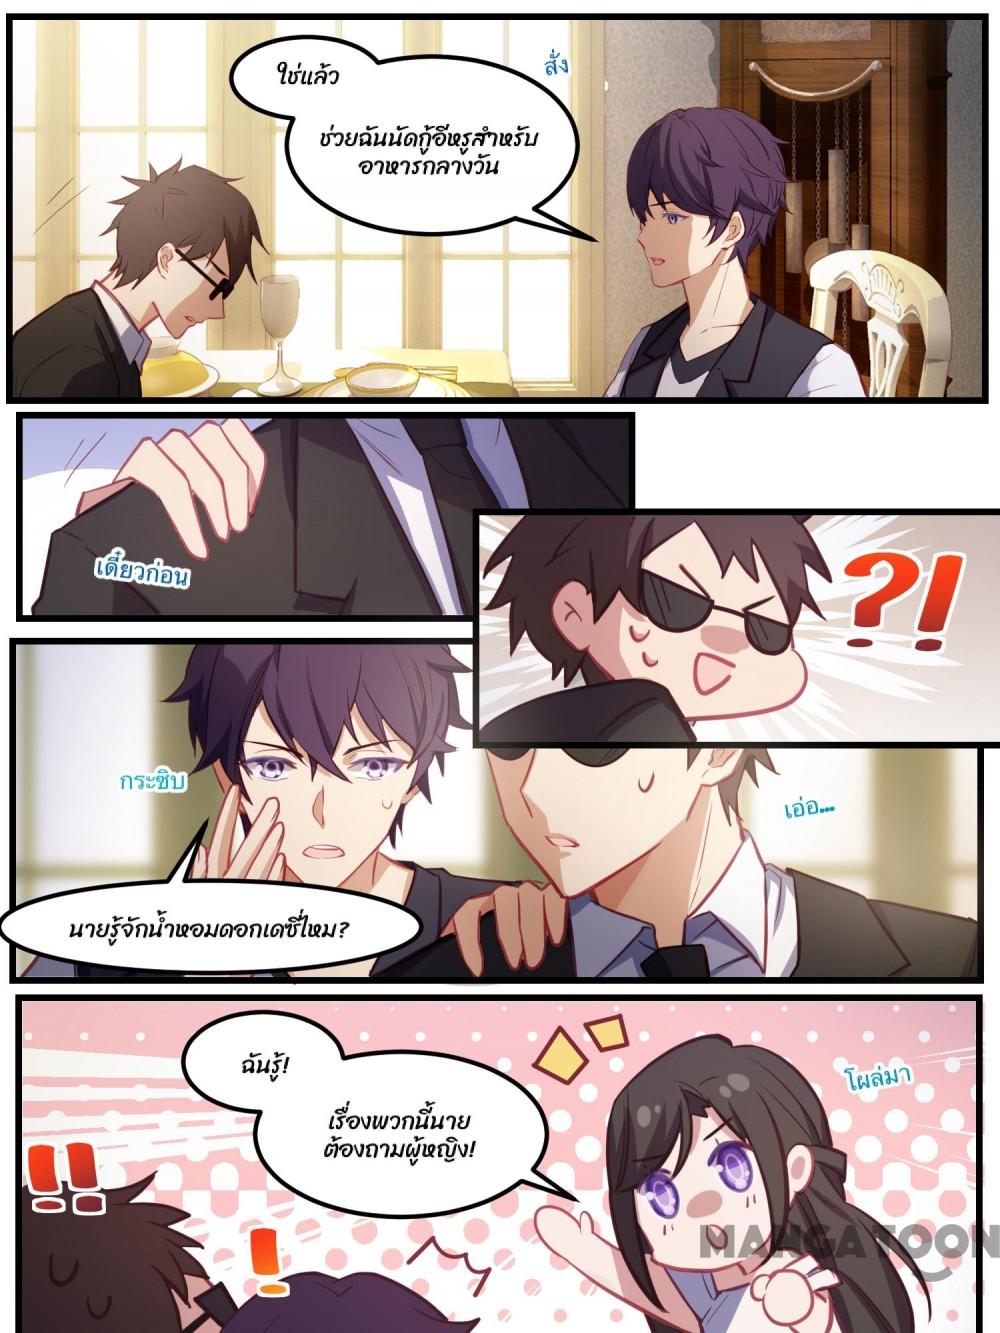 ใช่แล้ว
สั่ง
ช่วยฉันนัดกู้อีหรูสำหรับ
อาหารกลางวัน
เดี๋ยวก่อน
?!
กระซิบ
เอ่อ...
นายรู้จักน้ำหอมดอกเดซี่ไหม?
ฉันรู้!
โผล่มา
เรื่องพวกนี้นาย
ต้องถามผู้หญิง!
!!
!
MANGATOON